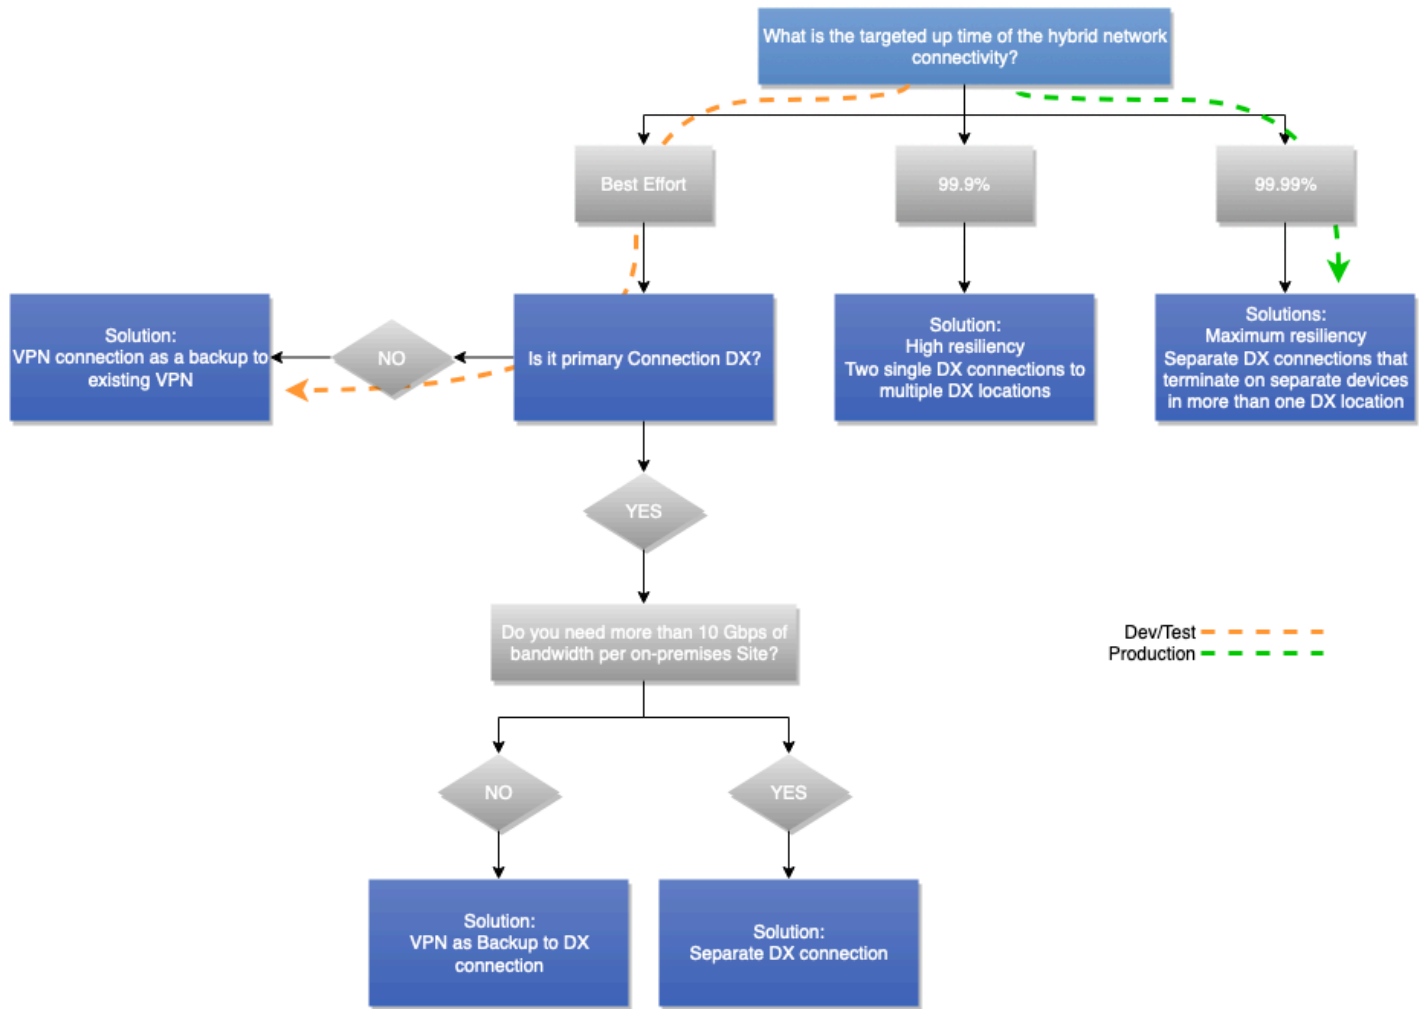 What is the targeted up time of the hybrid network
connectivity?
Best Effort
99.9%
99.99%
Solution:
VPN connection as a backup to
existing VPN
NO
Is it primary Connection DX?
Solution:
High resiliency
Two single DX connections to
multiple DX locations
Solutions:
Maximum resiliency
Separate DX connections that
terminate on separate devices
in more than one DX location
YES
Do you need more than 10 Gbps of
bandwidth per on-premises Site?
Dev/Test
Production
NO
YES
Solution:
VPN as Backup to DX
connection
Solution:
Separate DX connection